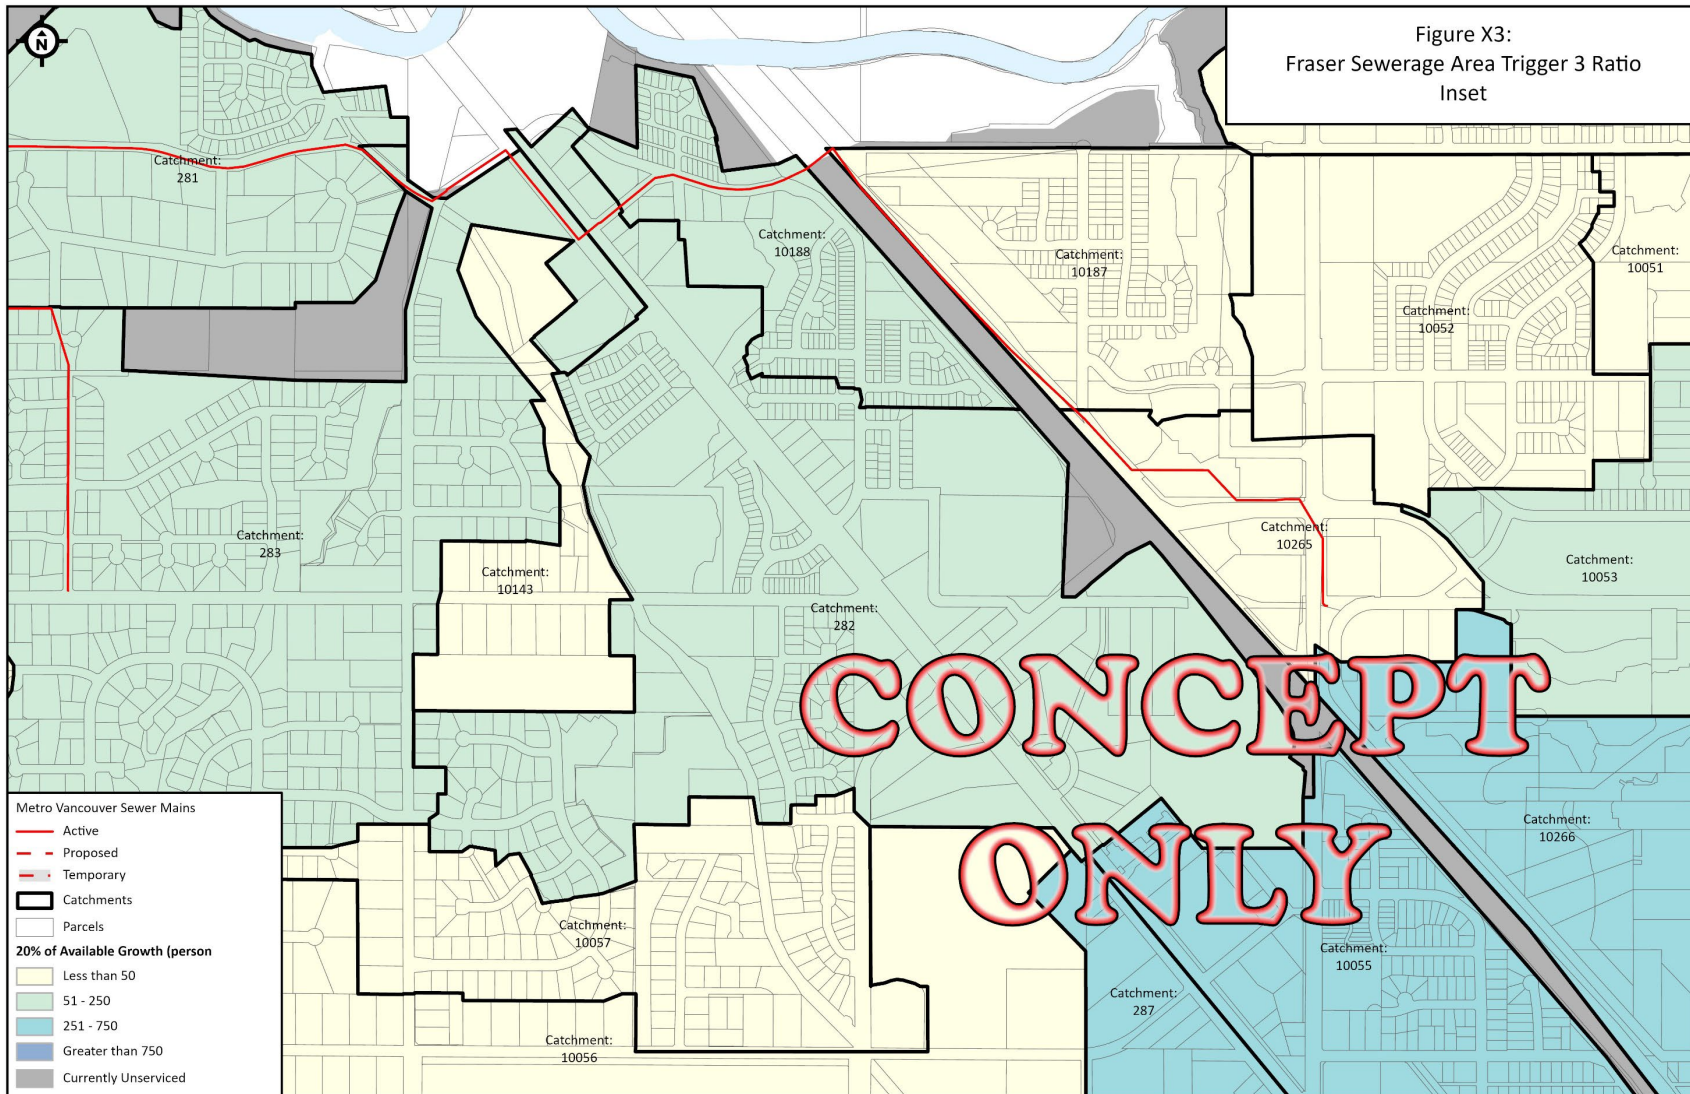 Figure X3:
Fraser Sewerage Area Trigger 3 Ratio
Inset
N
Catchment:
281
Catchment:
10188
Catchment:
10187
Catchment:
10051
Catchment:
10052
Catchment:
283
Catchment:
10143
Catchment:
10265
Catchment:
10053
Catchment:
282
CONCEPT
ONLY
Catchment:
10266
Catchment:
10057
Catchment:
10055
Catchment:
287
Catchment:
10056
Metro Vancouver Sewer Mains
Active
Proposed
Temporary
Catchments
Parcels
20% of Available Growth (person
Less than 50
51 - 250
251 - 750
Greater than 750
Currently Unserviced